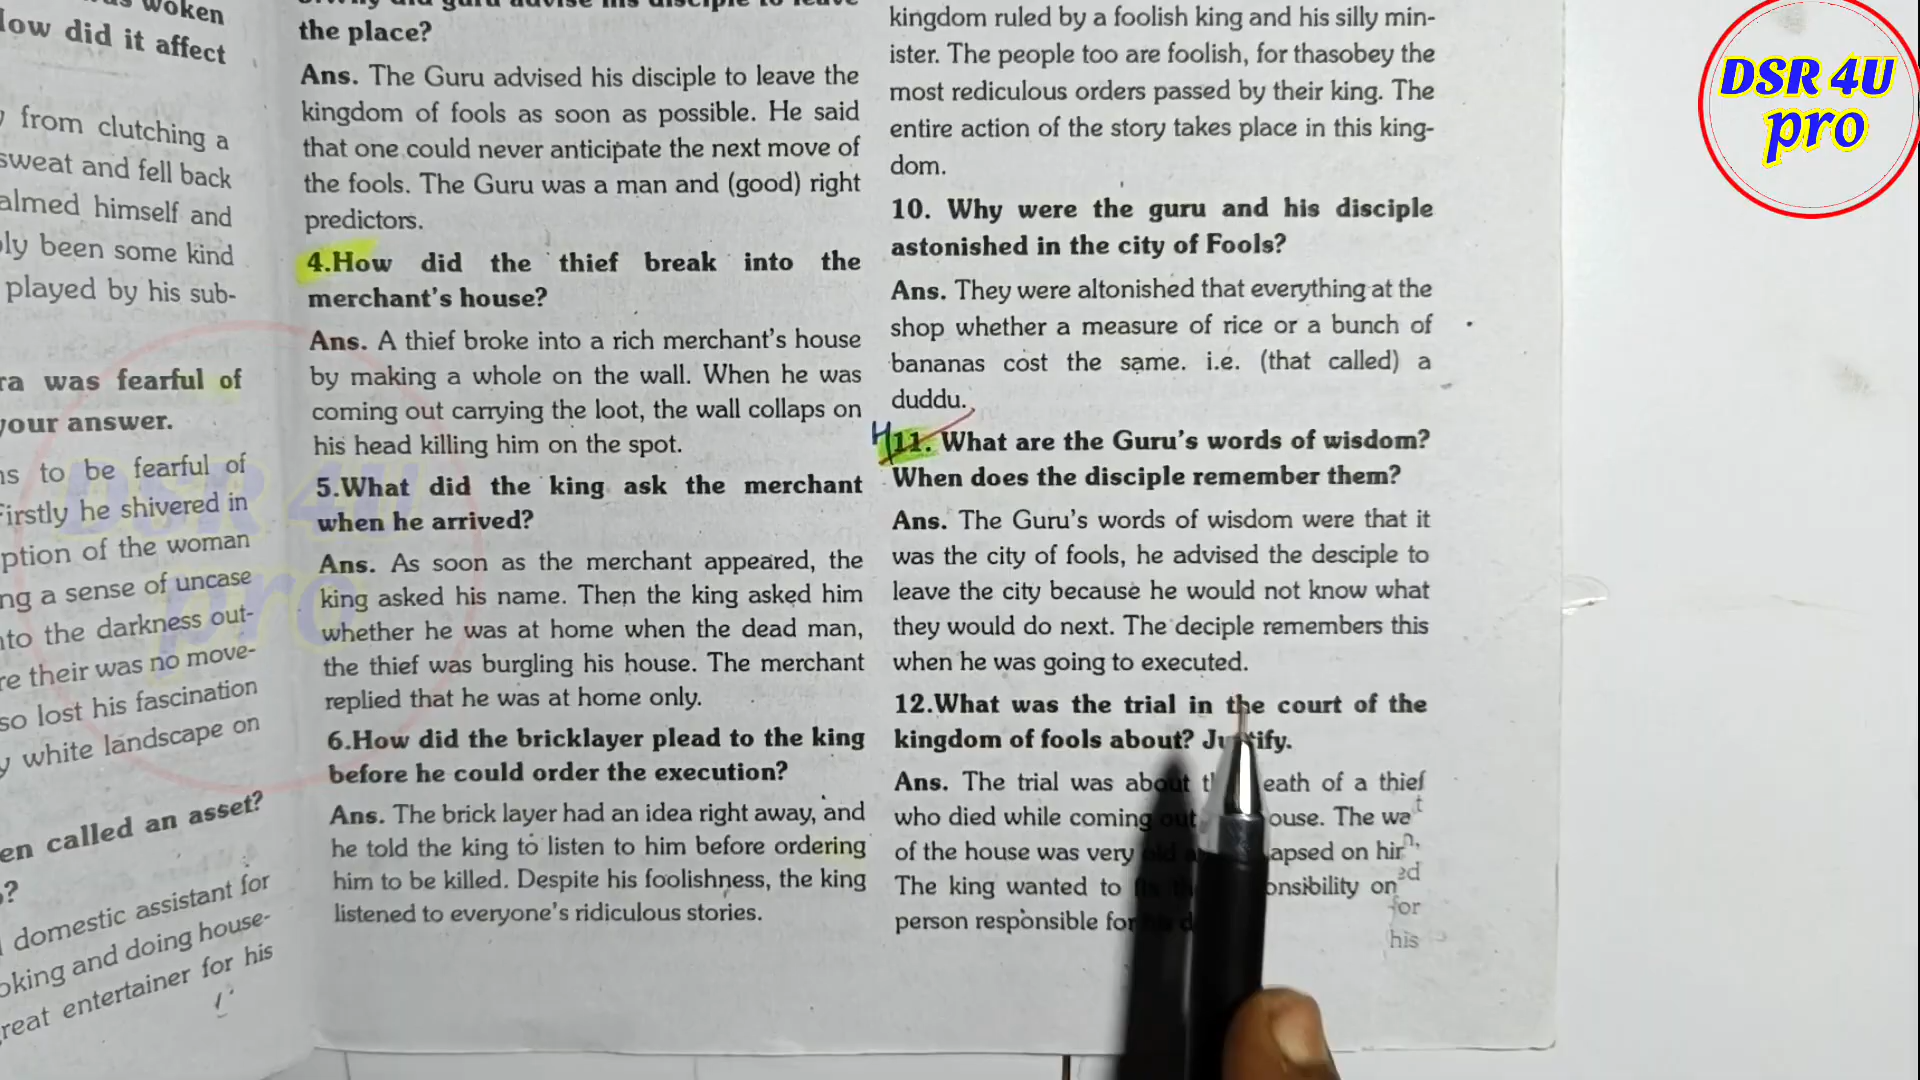 woken
How did it affect
from clutching a
sweat and fell back
almed himself and
ly been some kind
played by his sub-
ra was fearful of
your answer.
ns to be fearful of
Firstly he shivered in
ption of the woman
ng a sense of uncase
nto the darkness out-
re their was no move-
so lost his fascination
y white landscape on
en called an asset?
?
domestic assistant for
oking and doing house-
reat entertainer for his
the place?
Ans. The Guru advised his disciple to leave the
kingdom of fools as soon as possible. He said
that one could never anticipate the next move of
the fools. The Guru was a man and (good) right
predictors.
4.How did the thief break into the
merchant's house?
Ans. A thief broke into a rich merchant's house
by making a whole on the wall. When he was
coming out carrying the loot, the wall collaps on
his head killing him on the spot.
5.What did the king ask the merchant
when he arrived?
Ans. As soon as the merchant appeared, the
king asked his name. Then the king asked him
whether he was at home when the dead man,
the thief was burgling his house. The merchant
replied that he was at home only.
6.How did the bricklayer plead to the king
before he could order the execution?
Ans. The brick layer had an idea right away, and
he told the king to listen to him before ordering
him to be killed. Despite his foolishness, the king
listened to everyone's ridiculous stories.
kingdom ruled by a foolish king and his silly min-
ister. The people too are foolish, for thasobey the
most rediculous orders passed by their king. The
entire action of the story takes place in this king-
dom.
10. Why were the guru and his disciple
astonished in the city of Fools?
Ans. They were altonished that everything at the
shop whether a measure of rice or a bunch of
bananas cost the same. i.e. (that called) a
duddu.
11. What are the Guru's words of wisdom?
When does the disciple remember them?
Ans. The Guru's words of wisdom were that it
was the city of fools, he advised the desciple to
leave the city because he would not know what
they would do next. The deciple remembers this
when he was going to executed.
12.What was the trial in the court of the
kingdom of fools about? Justify.
Ans. The trial was about eath of a thief
who died while coming out ouse. The wa
of the house was very apsed on hi
The king wanted to onsibility on
person responsible for
for
his
DSR 4U
pro
DSR 4U
pro